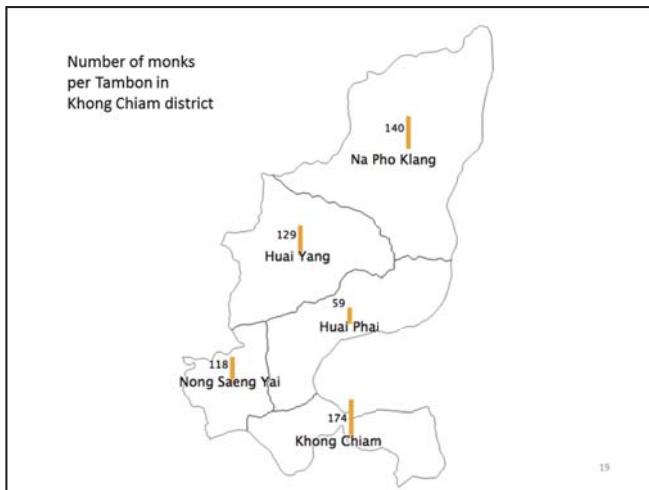 Number of monks
per Tambon in
Khong Chiam district
140
Na Pho Klang
129
Huai Yang
59
Huai Phai
118
Nong Saeng Yai
174
Khong Chiam
19